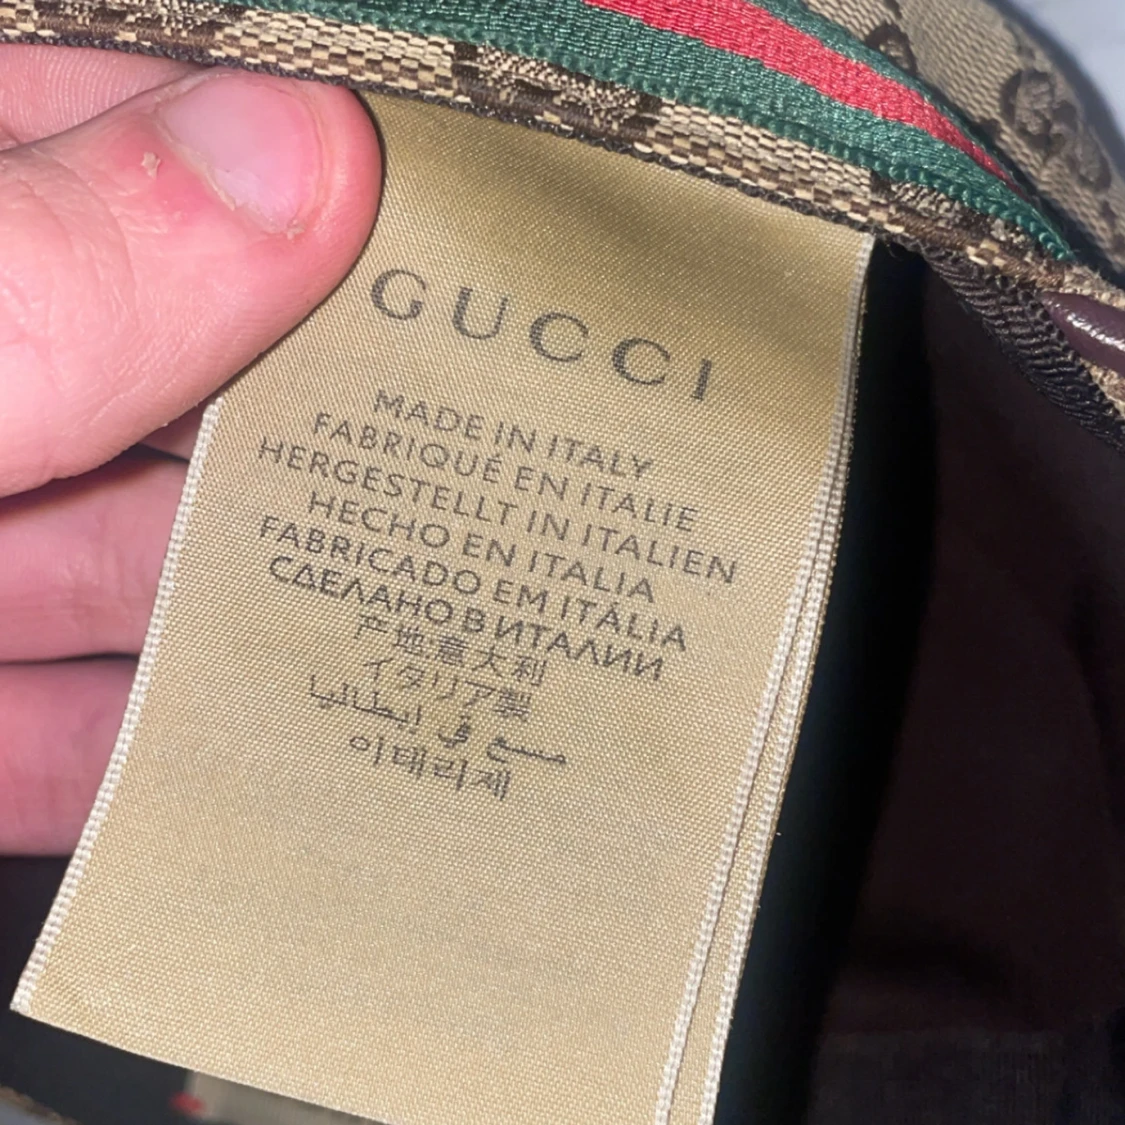 GUCCI
MADE IN ITALY
FABRIQUÉ EN ITALIE
HERGESTELLT IN ITALIEN
HECHO EN ITALIA
FABRICADO EM ITÁLIA
СДЕЛАНО В ИТАЛИИ
产地:意大利
イタリア製
صنع في إيطاليا
이태리제